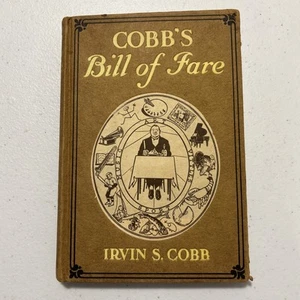 COBB'S
Bill of Fare
IRVIN S. COBB